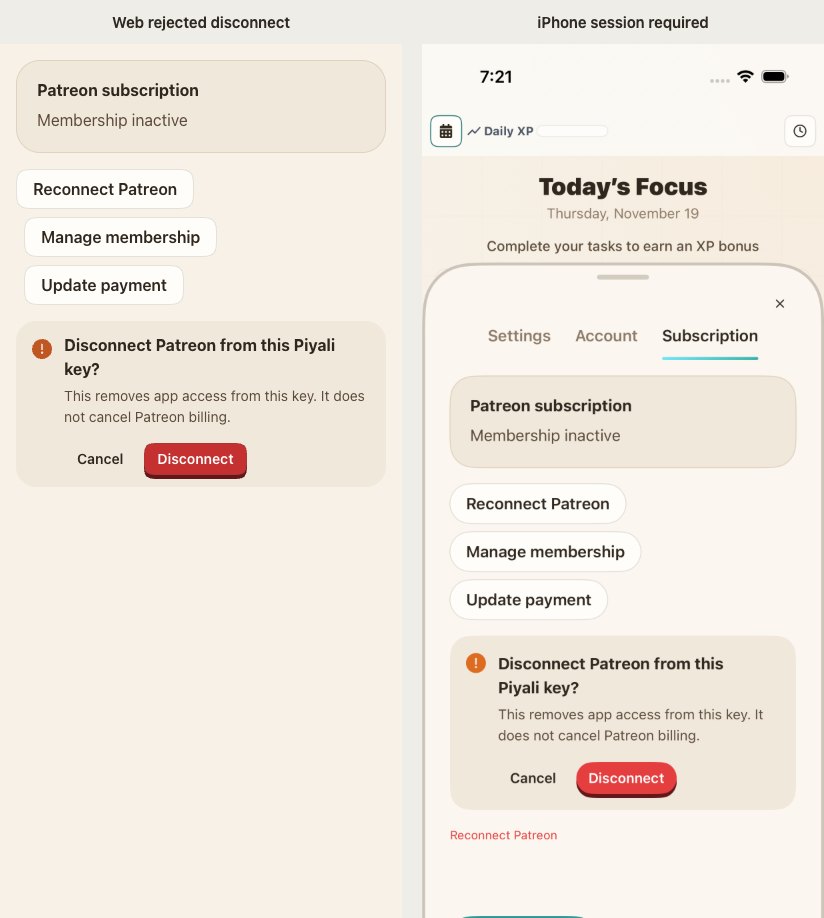 Web rejected disconnect
Patreon subscription
Membership inactive
Reconnect Patreon
Manage membership
Update payment
!
Disconnect Patreon from this Piyali
key?
This removes app access from this key. It does
not cancel Patreon billing.
Cancel
Disconnect
iPhone session required
7:21
Daily XP
Today's Focus
Thursday, November 19
Complete your tasks to earn an XP bonus
×
Settings
Account
Subscription
Patreon subscription
Membership inactive
Reconnect Patreon
Manage membership
Update payment
!
Disconnect Patreon from this
Piyali key?
This removes app access from this key. It
does not cancel Patreon billing.
Cancel
Disconnect
Reconnect Patreon